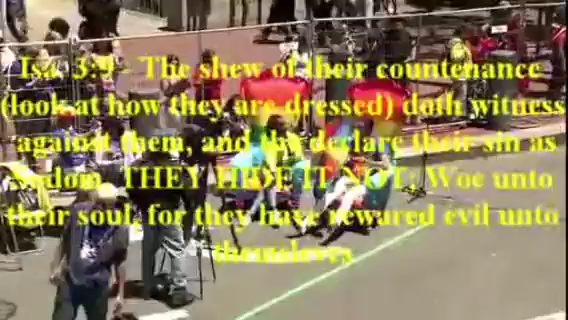 Isa. 3:9 - The shew of their countenance
(look at how they are dressed) doth witness
against them, and the declare their sin as
Sodom, THEY HIDE IT NOT. Woe unto
their soul, for they have rewared evil unto
themselves